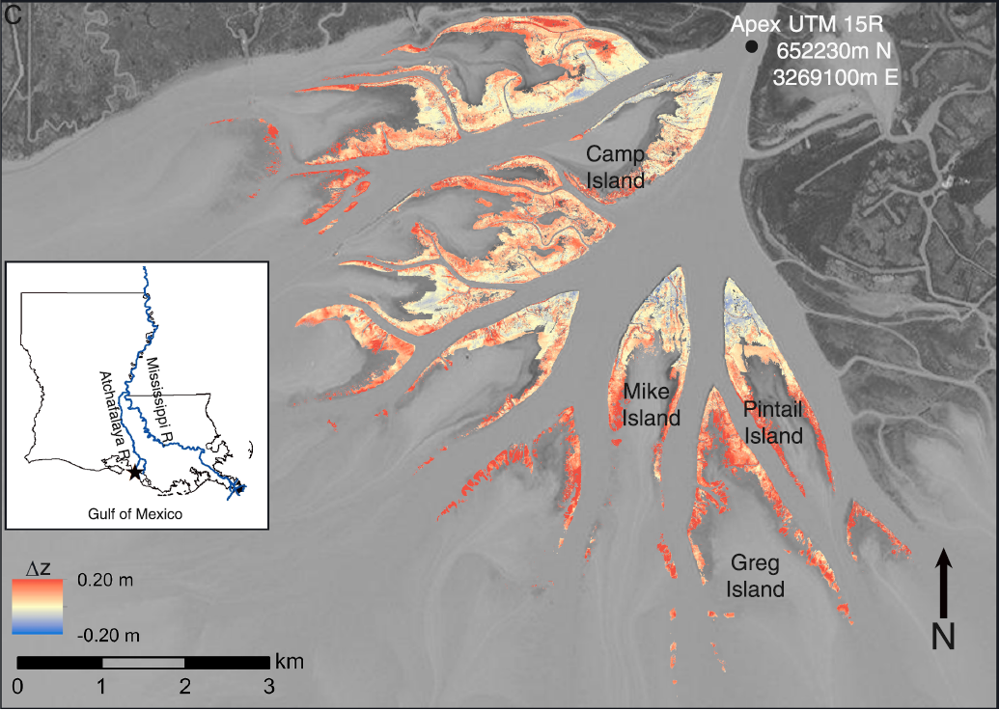 C
Apex UTM 15R
652230m N
3269100m E
Camp
Island
Mississippi R
Atchafalaya R.
Gulf of Mexico
Mike
Island
Pintail
Island
Greg
Island
Δz
0.20 m
-0.20 m
km
0 1 2 3
N